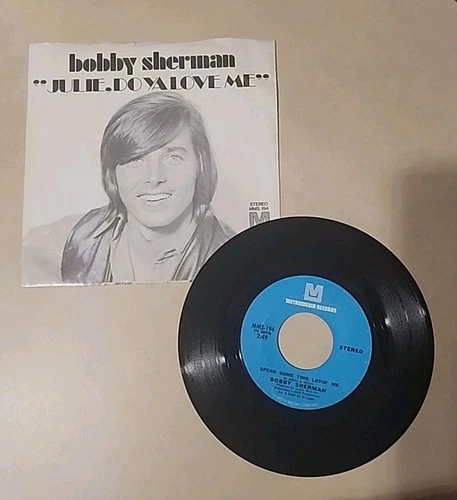 bobby sherman
"JULIE, DO YA LOVE ME"
STEREO
MMS 194
M
M
METROMEDIA RECORDS
MMS-194
2:49
STEREO
SPEND SOME TIME LOVIN' ME
BOBBY SHERMAN